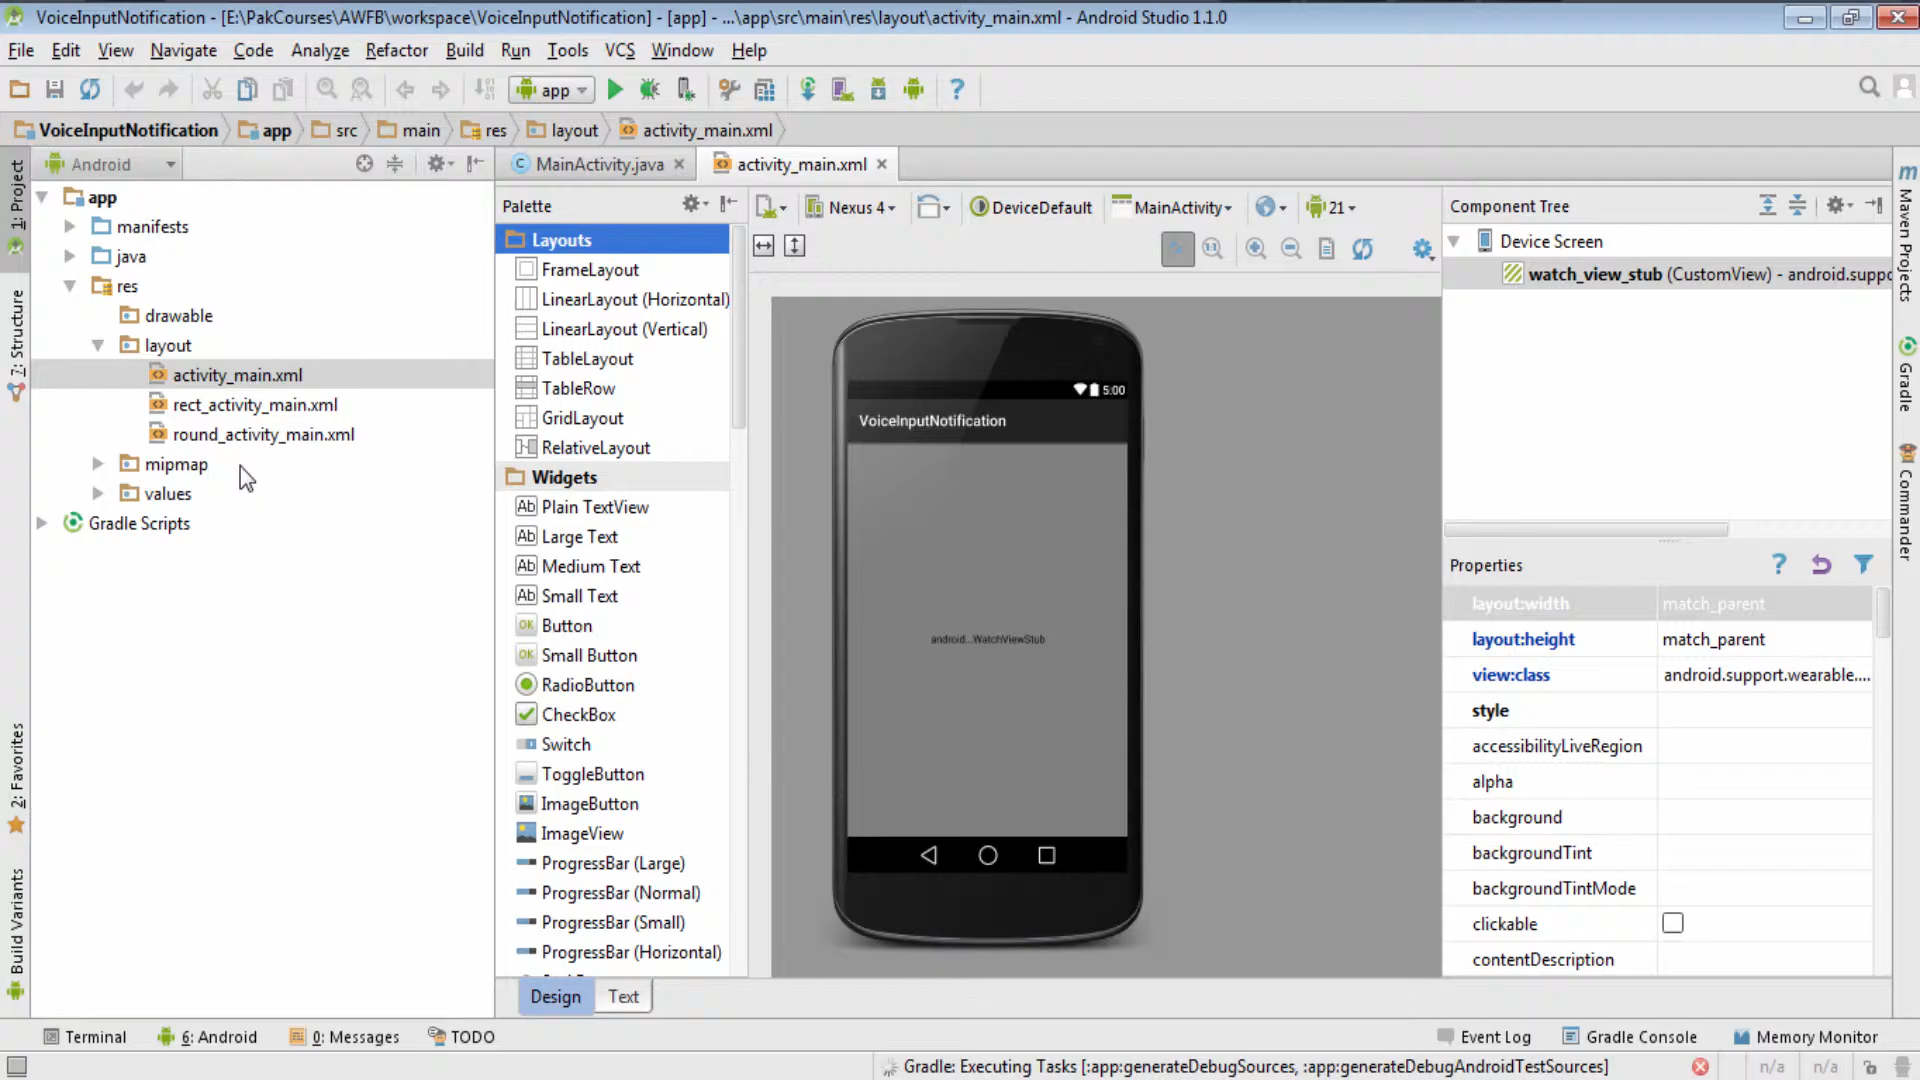 VoiceInputNotification - [E:\PakCourses\AWFB\workspace\VoiceInputNotification] - [app] - ...\app\src\main\res\layout\activity_main.xml - Android Studio 1.1.0
File Edit View Navigate Code Analyze Refactor Build Run Tools VCS Window Help
app
VoiceInputNotification app src main res layout activity_main.xml
Android
MainActivity.java
activity_main.xml
1: Project
7: Structure
2: Favorites
Build Variants
app
manifests
java
res
drawable
layout
activity_main.xml
rect_activity_main.xml
round_activity_main.xml
mipmap
values
Gradle Scripts
Palette
Layouts
FrameLayout
LinearLayout (Horizontal)
LinearLayout (Vertical)
TableLayout
TableRow
GridLayout
RelativeLayout
Widgets
Plain TextView
Large Text
Medium Text
Small Text
Button
Small Button
RadioButton
CheckBox
Switch
ToggleButton
ImageButton
ImageView
ProgressBar (Large)
ProgressBar (Normal)
ProgressBar (Small)
ProgressBar (Horizontal)
Design Text
Nexus 4 DeviceDefault MainActivity 21
5:00
VoiceInputNotification
android...WatchViewStub
Component Tree
Device Screen
watch_view_stub (CustomView) - android.suppo
Properties
layout:width match_parent
layout:height match_parent
view:class android.support.wearable....
style
accessibilityLiveRegion
alpha
background
backgroundTint
backgroundTintMode
clickable
contentDescription
Maven Projects
Gradle
Commander
Terminal 6: Android 0: Messages TODO Event Log Gradle Console Memory Monitor
Gradle: Executing Tasks [:app:generateDebugSources, :app:generateDebugAndroidTestSources] n/a n/a